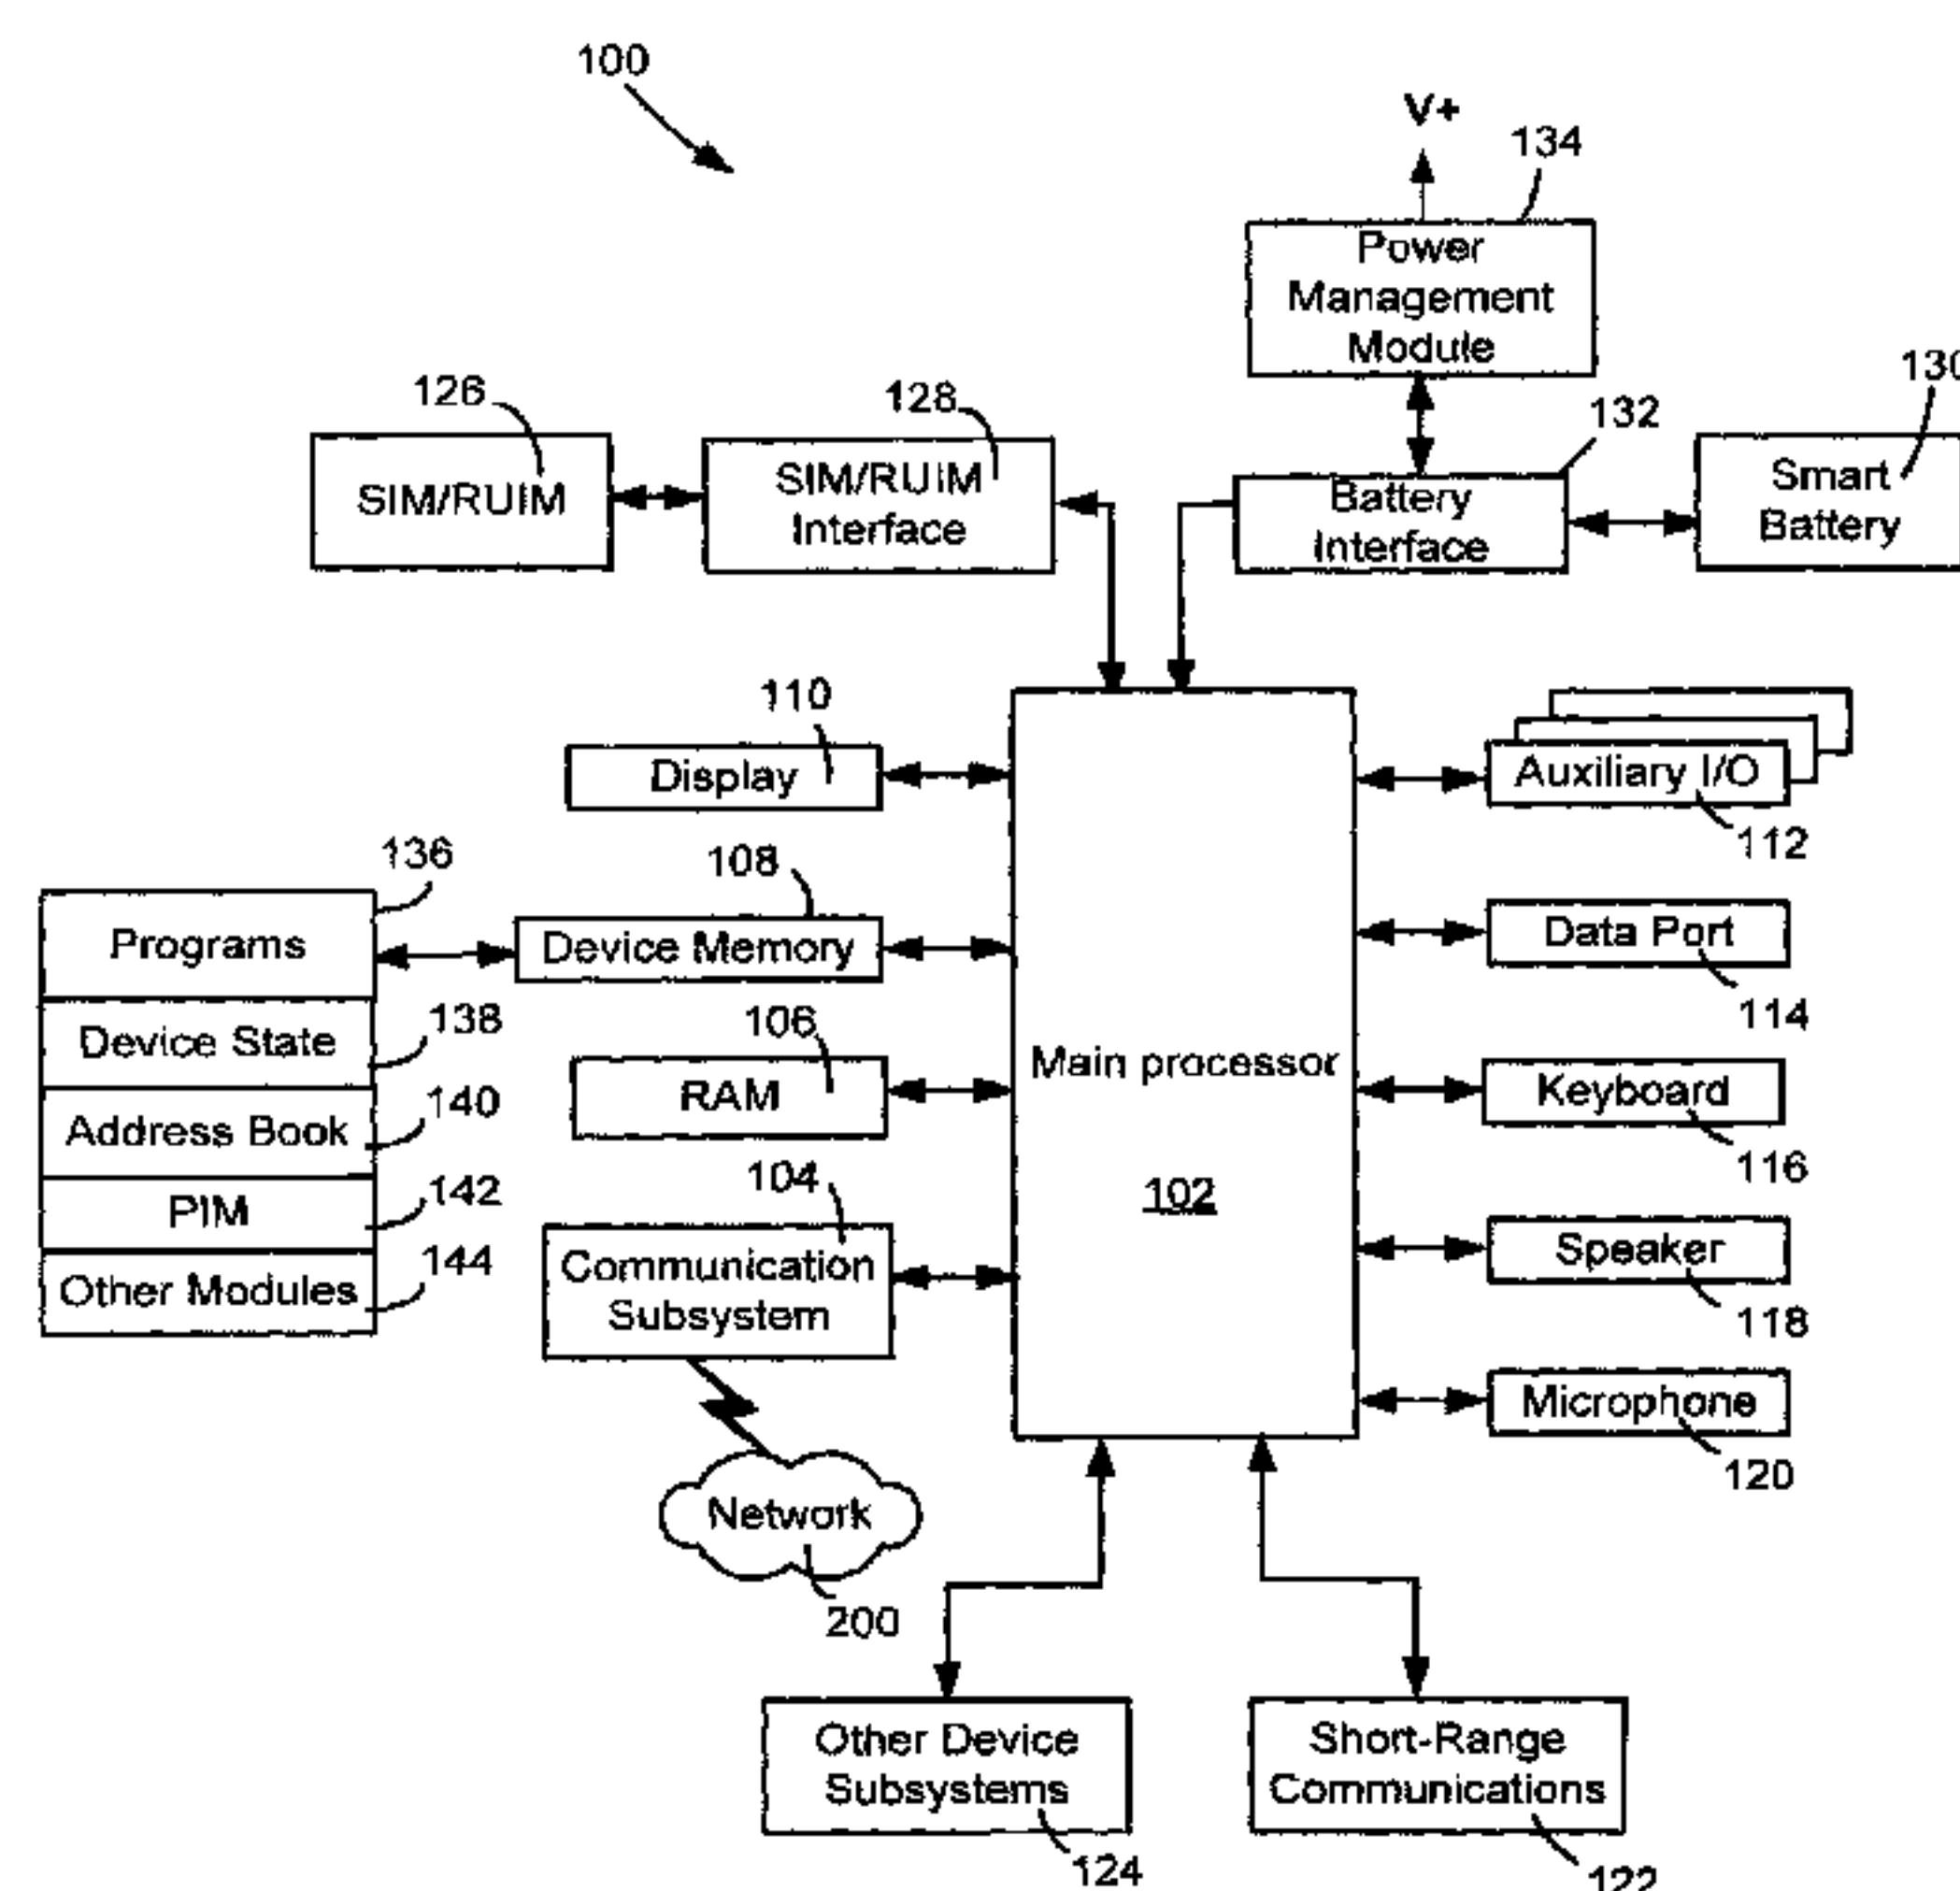 100
V+
134
Power
Management
Module
126
128
132
130
SIM/RUIM
SIM/RUIM
Interface
Battery
Interface
Smart
Battery
110
Display
Auxiliary I/O
112
136
108
Programs
Device Memory
Data Port
114
Device State
138
106
RAM
Main processor
102
Keyboard
116
Address Book
140
PIM
142
104
Communication
Subsystem
Speaker
118
Other Modules
144
Microphone
120
Network
200
Other Device
Subsystems
124
Short-Range
Communications
122